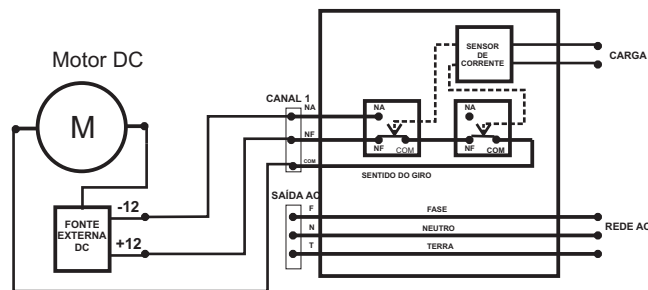 Motor DC
M
FONTE
EXTERNA
DC
-12
+12
CANAL 1
NA
NF
COM
SENSOR
DE
CORRENTE
CARGA
NA
NF
COM
NA
NF
COM
SENTIDO DO GIRO
SAÍDA AC
F
FASE
N
NEUTRO
T
TERRA
REDE AC